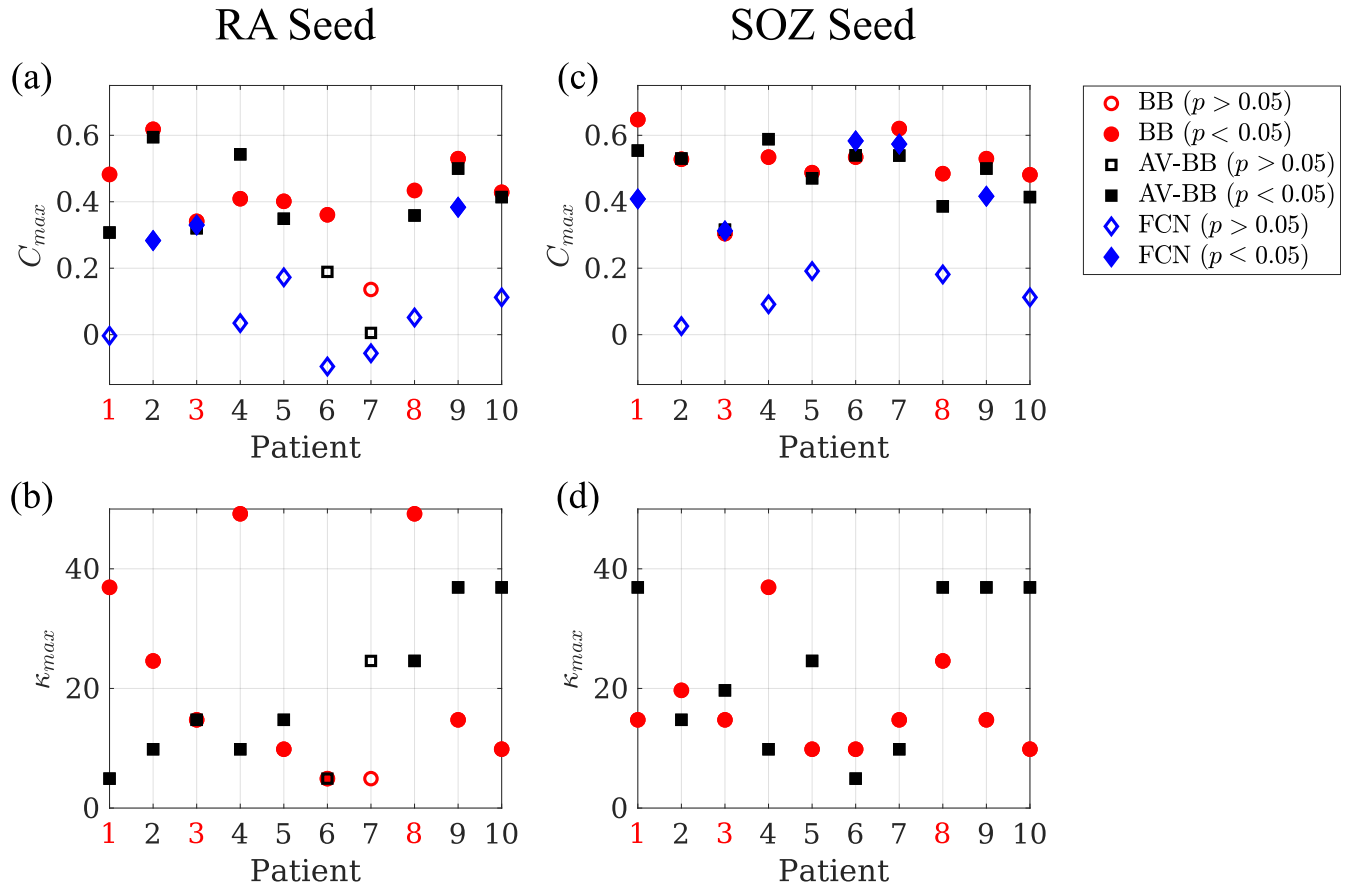 RA Seed
SOZ Seed
(a)
0.6
0.4
0.2
0
C_max
1 2 3 4 5 6 7 8 9 10
Patient
(c)
0.6
0.4
0.2
0
C_max
1 2 3 4 5 6 7 8 9 10
Patient
BB (p > 0.05)
BB (p < 0.05)
AV-BB (p > 0.05)
AV-BB (p < 0.05)
FCN (p > 0.05)
FCN (p < 0.05)
(b)
40
20
0
κ_max
1 2 3 4 5 6 7 8 9 10
Patient
(d)
40
20
0
κ_max
1 2 3 4 5 6 7 8 9 10
Patient